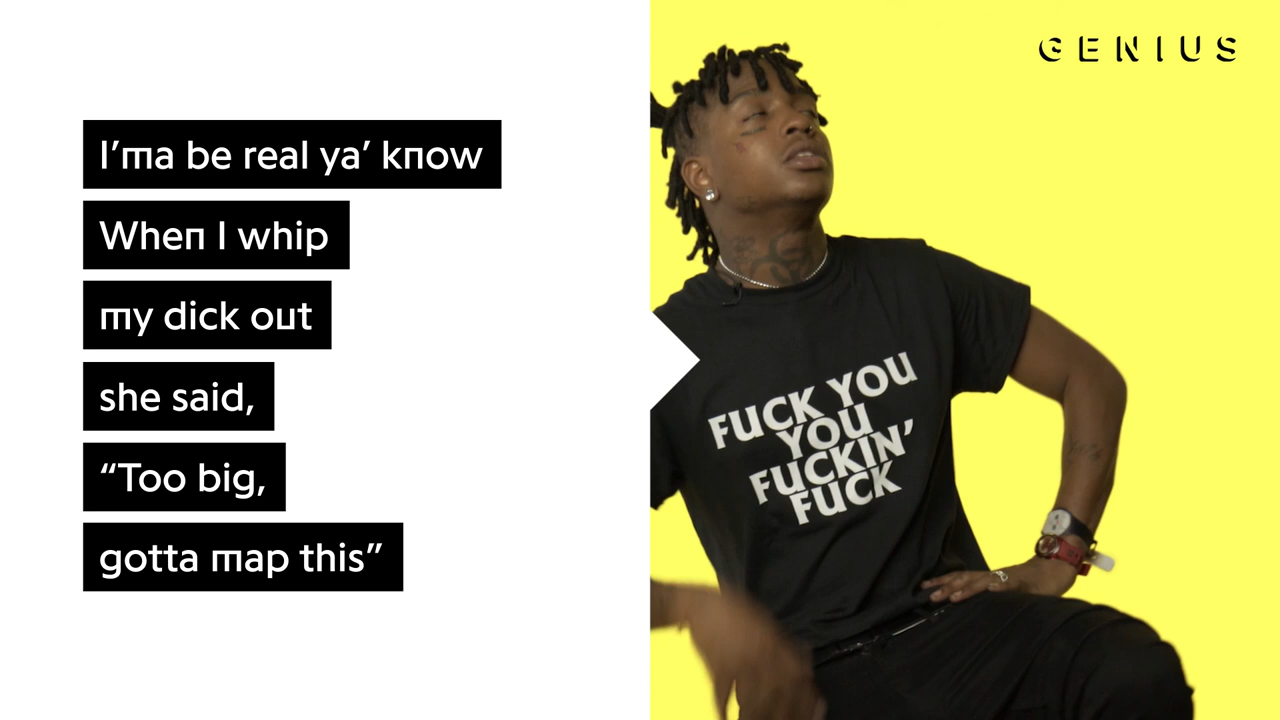 I’ma be real ya’ know
When I whip
my dick out
she said,
“Too big,
gotta map this”
GENIUS
FUCK YOU
YOU
FUCKIN’
FUCK